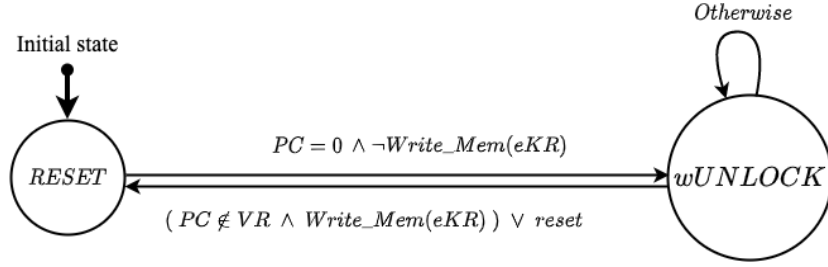 Otherwise
Initial state
PC = 0 ∧ ¬Write_Mem(eKR)
RESET
wUNLOCK
( PC ∉ VR ∧ Write_Mem(eKR) ) ∨ reset